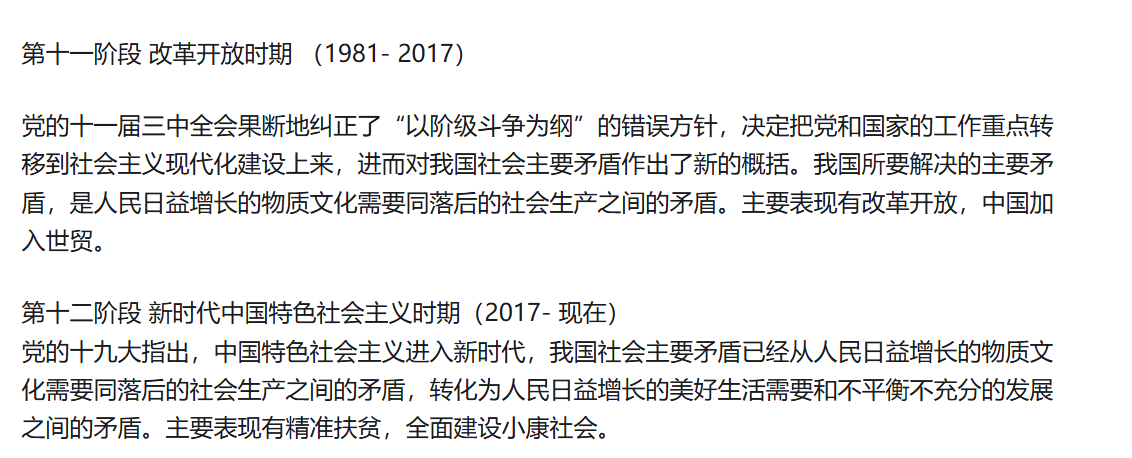 第十一阶段 改革开放时期 （1981- 2017）
党的十一届三中全会果断地纠正了“以阶级斗争为纲”的错误方针，决定把党和国家的工作重点转
移到社会主义现代化建设上来，进而对我国社会主要矛盾作出了新的概括。我国所要解决的主要矛
盾，是人民日益增长的物质文化需要同落后的社会生产之间的矛盾。主要表现有改革开放，中国加
入世贸。
第十二阶段 新时代中国特色社会主义时期（2017- 现在）
党的十九大指出，中国特色社会主义进入新时代，我国社会主要矛盾已经从人民日益增长的物质文
化需要同落后的社会生产之间的矛盾，转化为人民日益增长的美好生活需要和不平衡不充分的发展
之间的矛盾。主要表现有精准扶贫，全面建设小康社会。